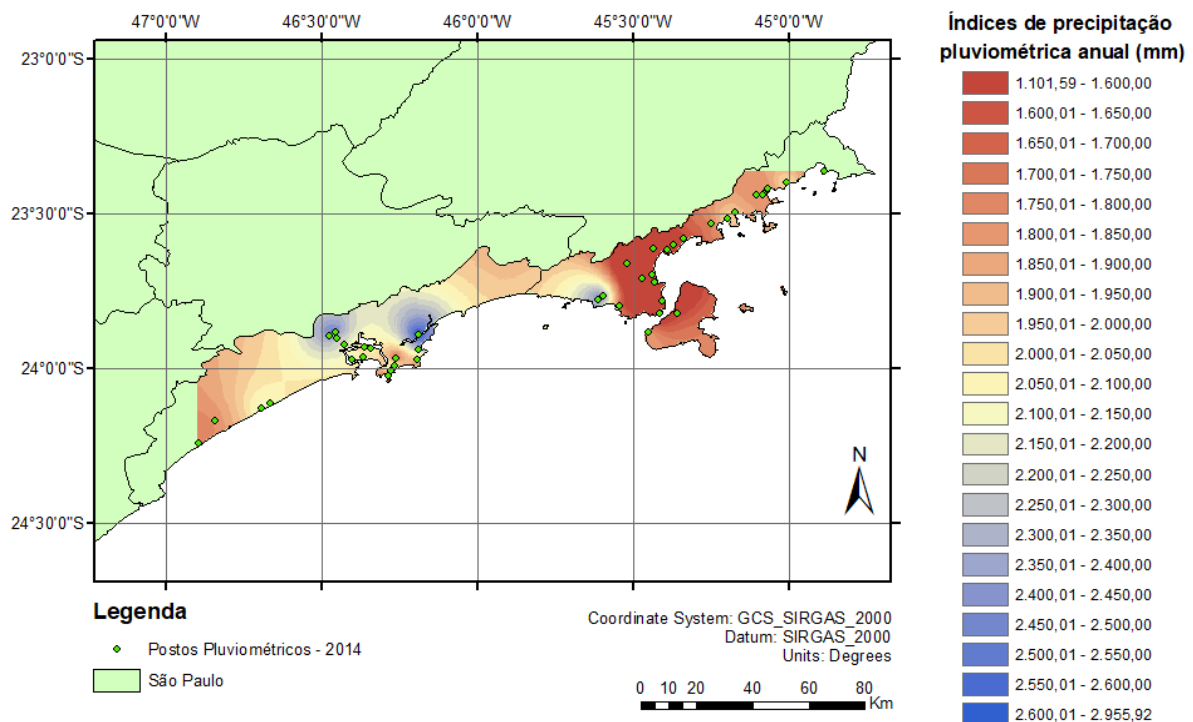 47°0'0"W 46°30'0"W 46°0'0"W 45°30'0"W 45°0'0"W
23°0'0"S
23°30'0"S
24°0'0"S
24°30'0"S
N
Legenda
Postos Pluviométricos - 2014
São Paulo
Coordinate System: GCS_SIRGAS_2000
Datum: SIRGAS_2000
Units: Degrees
0 10 20 40 60 80
Km
Índices de precipitação
pluviométrica anual (mm)
1.101,59 - 1.600,00
1.600,01 - 1.650,00
1.650,01 - 1.700,00
1.700,01 - 1.750,00
1.750,01 - 1.800,00
1.800,01 - 1.850,00
1.850,01 - 1.900,00
1.900,01 - 1.950,00
1.950,01 - 2.000,00
2.000,01 - 2.050,00
2.050,01 - 2.100,00
2.100,01 - 2.150,00
2.150,01 - 2.200,00
2.200,01 - 2.250,00
2.250,01 - 2.300,00
2.300,01 - 2.350,00
2.350,01 - 2.400,00
2.400,01 - 2.450,00
2.450,01 - 2.500,00
2.500,01 - 2.550,00
2.550,01 - 2.600,00
2.600,01 - 2.955,92